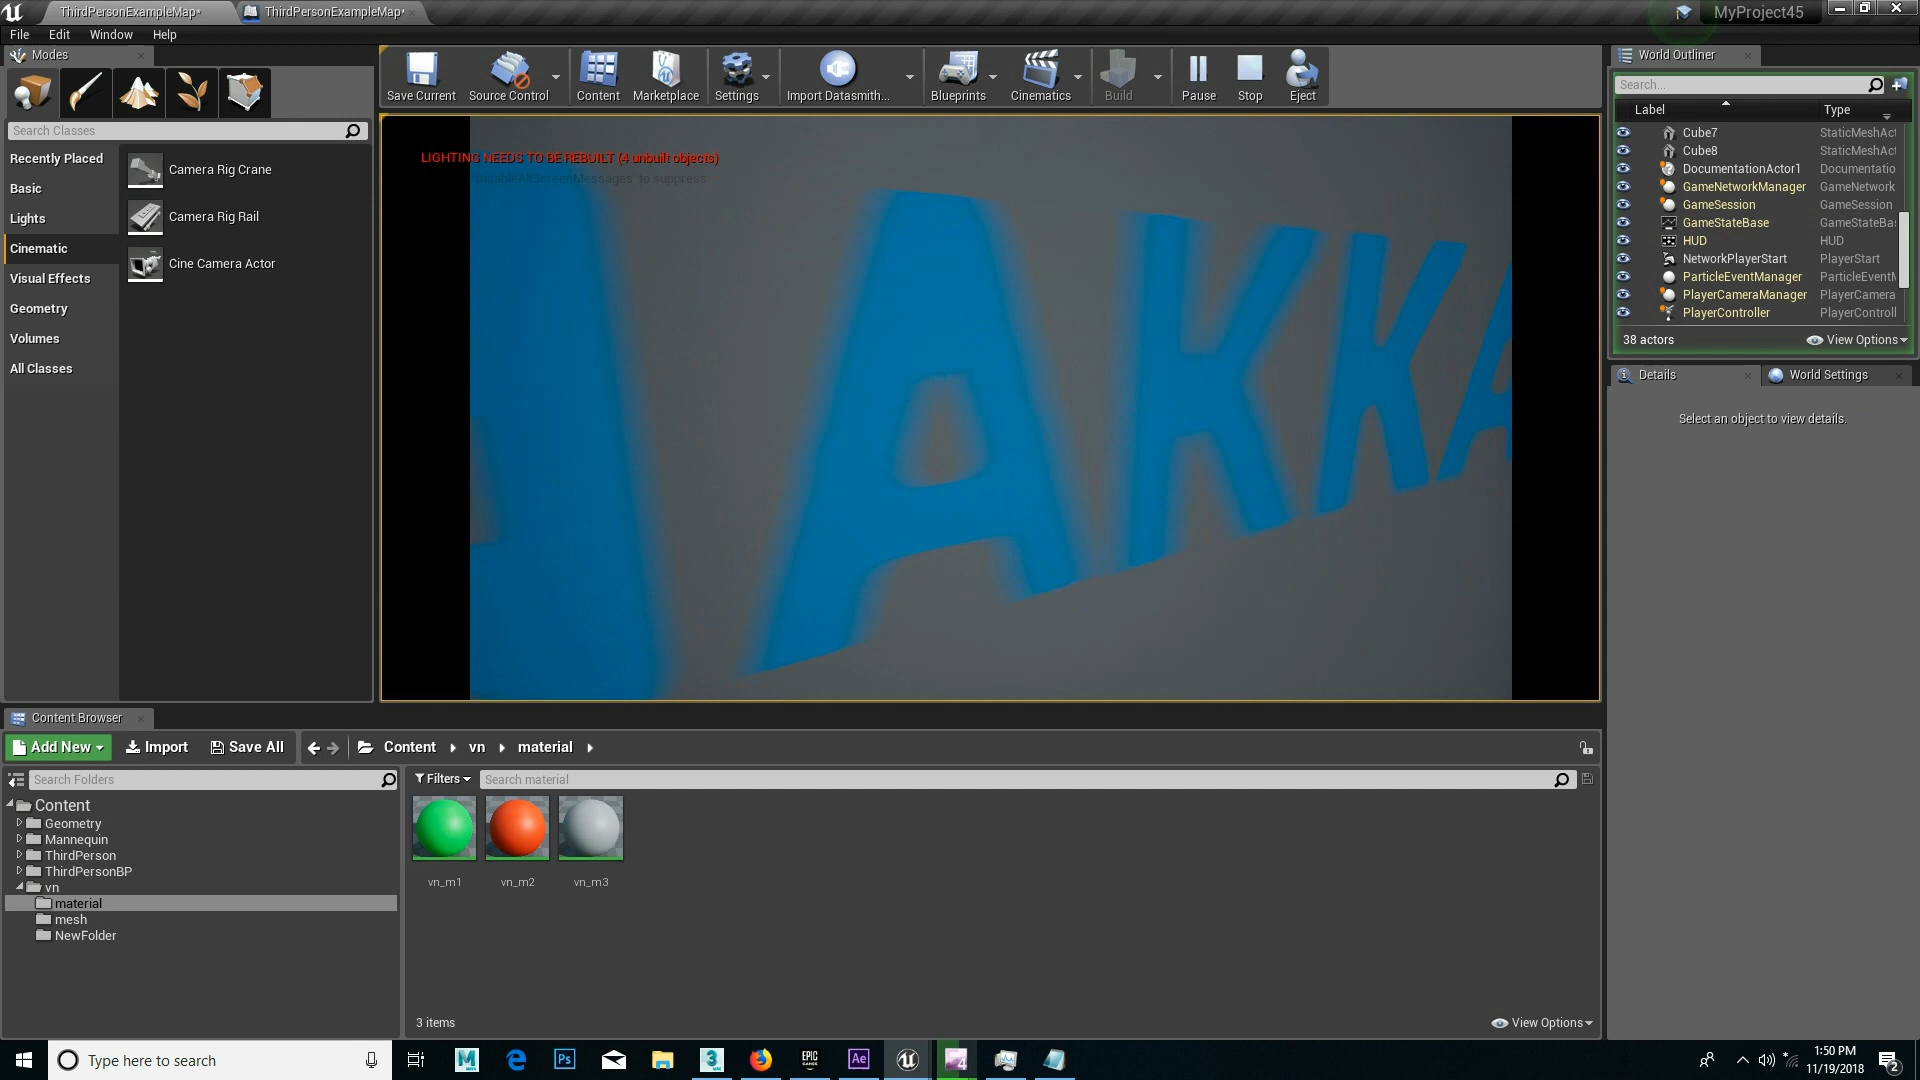 ThirdPersonExampleMap*
ThirdPersonExampleMap*
MyProject45
File Edit Window Help
Modes
Save Current
Source Control
Content
Marketplace
Settings
Import Datasmith...
Blueprints
Cinematics
Build
Pause
Stop
Eject
Search Classes
Recently Placed
Basic
Lights
Cinematic
Visual Effects
Geometry
Volumes
All Classes
Camera Rig Crane
Camera Rig Rail
Cine Camera Actor
LIGHTING NEEDS TO BE REBUILT (4 unbuilt objects)
'DisableAllScreenMessages' to suppress
AKKA
World Outliner
Search...
Label Type
Cube7 StaticMeshAct
Cube8 StaticMeshAct
DocumentationActor1 Documentatio
GameNetworkManager GameNetwork
GameSession GameSession
GameStateBase GameStateBa
HUD HUD
NetworkPlayerStart PlayerStart
ParticleEventManager ParticleEventM
PlayerCameraManager PlayerCamera
PlayerController PlayerControll
38 actors View Options
Details
World Settings
Select an object to view details.
Content Browser
Add New Import Save All Content vn material
Search Folders
Filters Search material
Content
Geometry
Mannequin
ThirdPerson
ThirdPersonBP
vn
material
mesh
NewFolder
vn_m1 vn_m2 vn_m3
3 items View Options
Type here to search
1:50 PM
11/19/2018
2